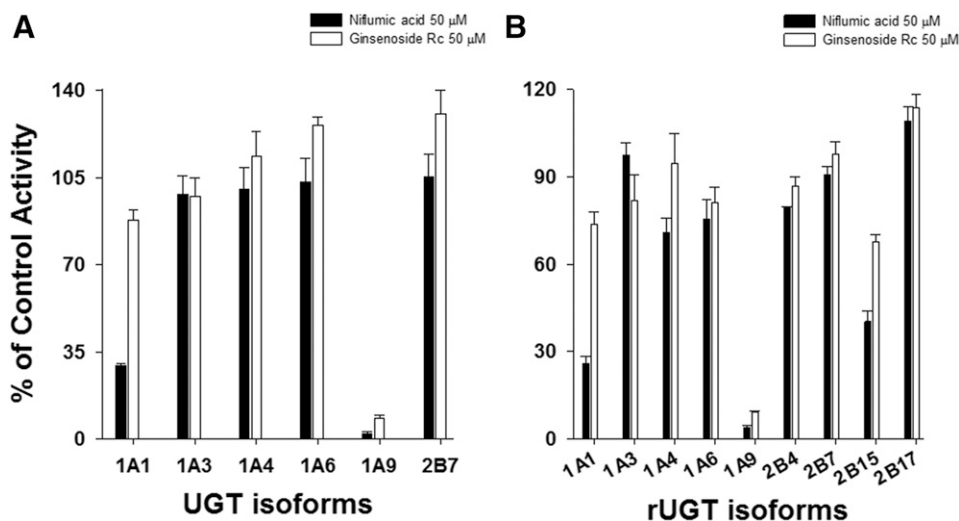 A
Niflumic acid 50 μM
Ginsenoside Rc 50 μM
% of Control Activity
140
105
70
35
0
1A1 1A3 1A4 1A6 1A9 2B7
UGT isoforms
B
Niflumic acid 50 μM
Ginsenoside Rc 50 μM
120
90
60
30
0
1A1 1A3 1A4 1A6 1A9 2B4 2B7 2B15 2B17
rUGT isoforms